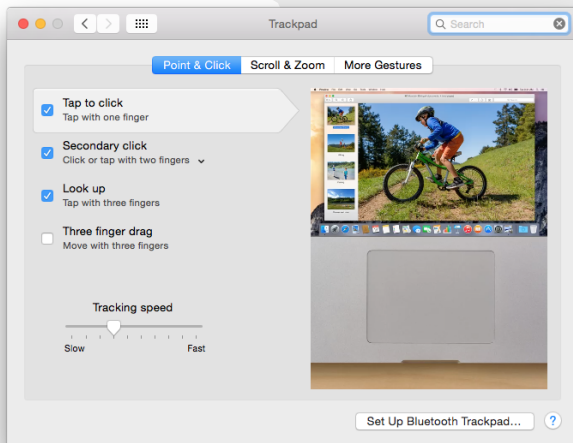 Trackpad
Search
Point & Click
Scroll & Zoom
More Gestures
Tap to click
Tap with one finger
Secondary click
Click or tap with two fingers
Look up
Tap with three fingers
Three finger drag
Move with three fingers
Tracking speed
Slow
Fast
Set Up Bluetooth Trackpad...
?